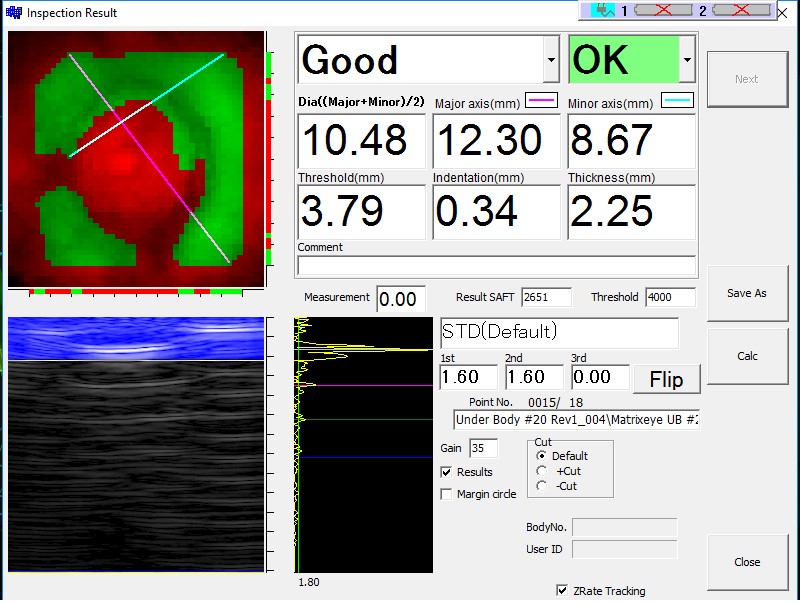 Inspection Result
1 2
Good OK
Next
Dia((Major+Minor)/2) Major axis(mm) Minor axis(mm)
10.48 12.30 8.67
Threshold(mm) Indentation(mm) Thickness(mm)
3.79 0.34 2.25
Comment
Measurement 0.00 Result SAFT 2651 Threshold 4000
Save As
STD(Default)
1st 2nd 3rd
1.60 1.60 0.00 Flip
Calc
Point No. 0015/ 18
Under Body #20 Rev1_004\Matrixeye UB #2
Gain 35
Cut
Default
+Cut
-Cut
Results
Margin circle
BodyNo.
User ID
Close
1.80
ZRate Tracking